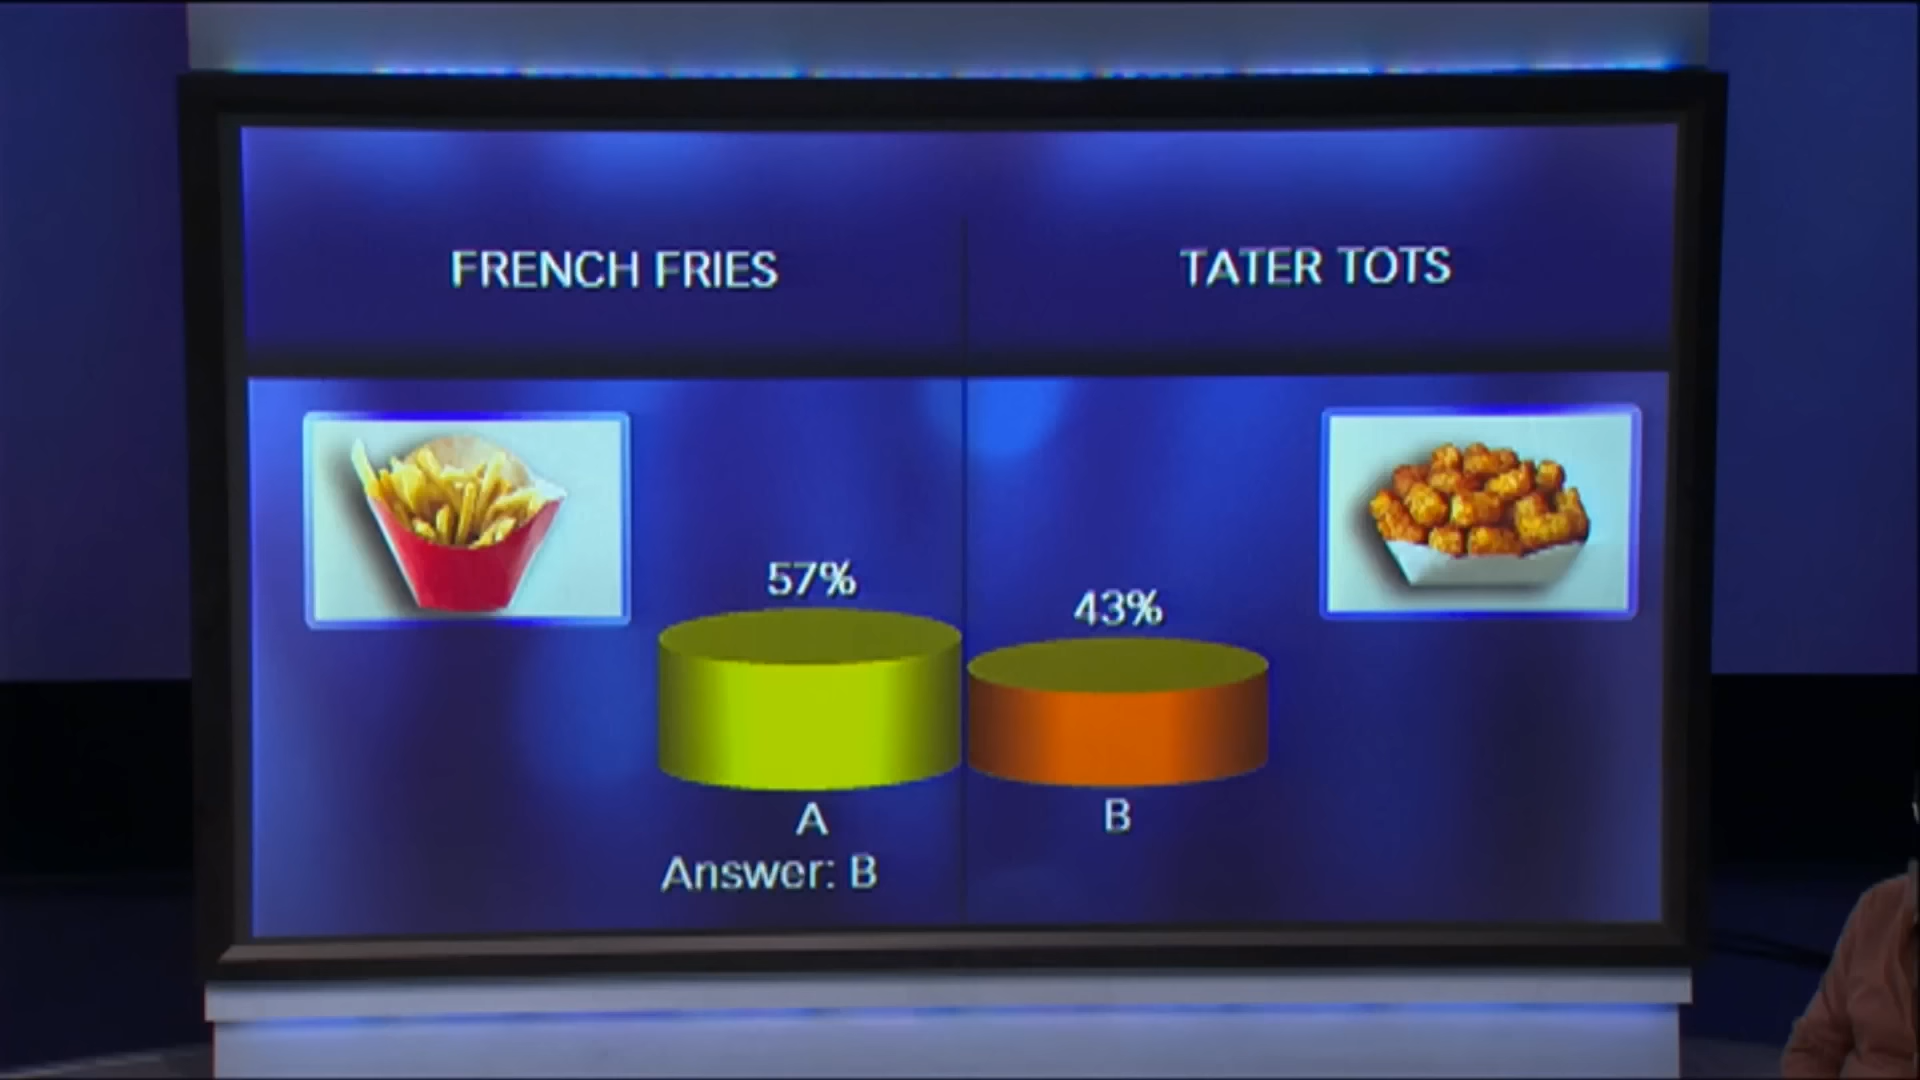 FRENCH FRIES
TATER TOTS
57%
43%
A
B
Answer: B